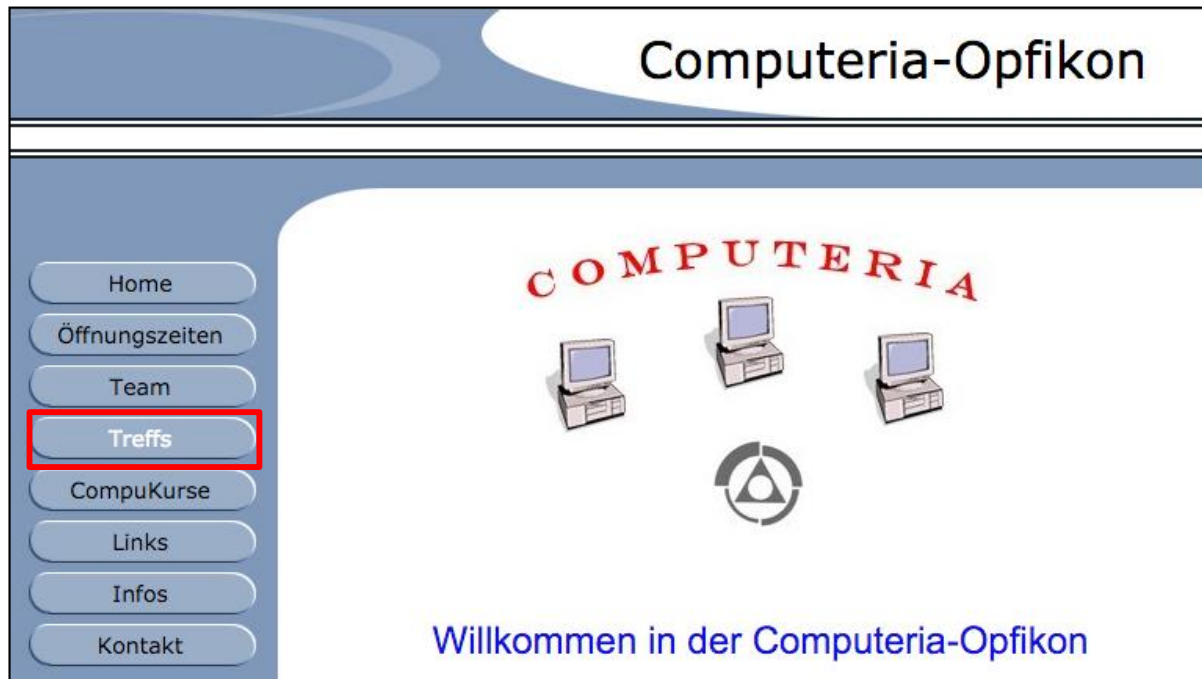 Computeria-Opfikon
COMPUTERIA
Home
Öffnungszeiten
Team
Treffs
CompuKurse
Links
Infos
Kontakt
Willkommen in der Computeria-Opfikon